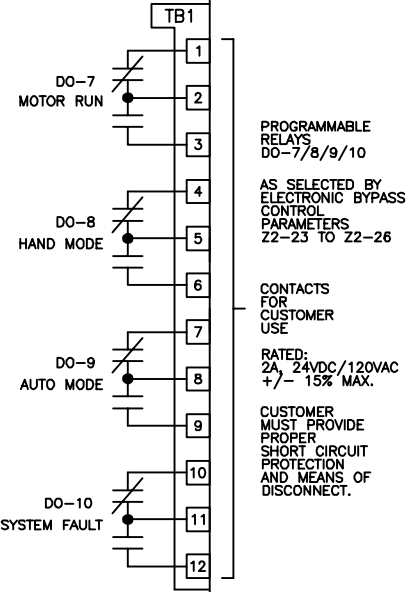 TB1
1
DO-7
MOTOR RUN
2
3
4
DO-8
HAND MODE
5
6
7
DO-9
AUTO MODE
8
9
10
DO-10
SYSTEM FAULT
11
12
PROGRAMMABLE
RELAYS
DO-7/8/9/10
AS SELECTED BY
ELECTRONIC BYPASS
CONTROL
PARAMETERS
Z2-23 TO Z2-26
CONTACTS
FOR
CUSTOMER
USE
RATED:
2A, 24VDC/120VAC
+/- 15% MAX.
CUSTOMER
MUST PROVIDE
PROPER
SHORT CIRCUIT
PROTECTION
AND MEANS OF
DISCONNECT.